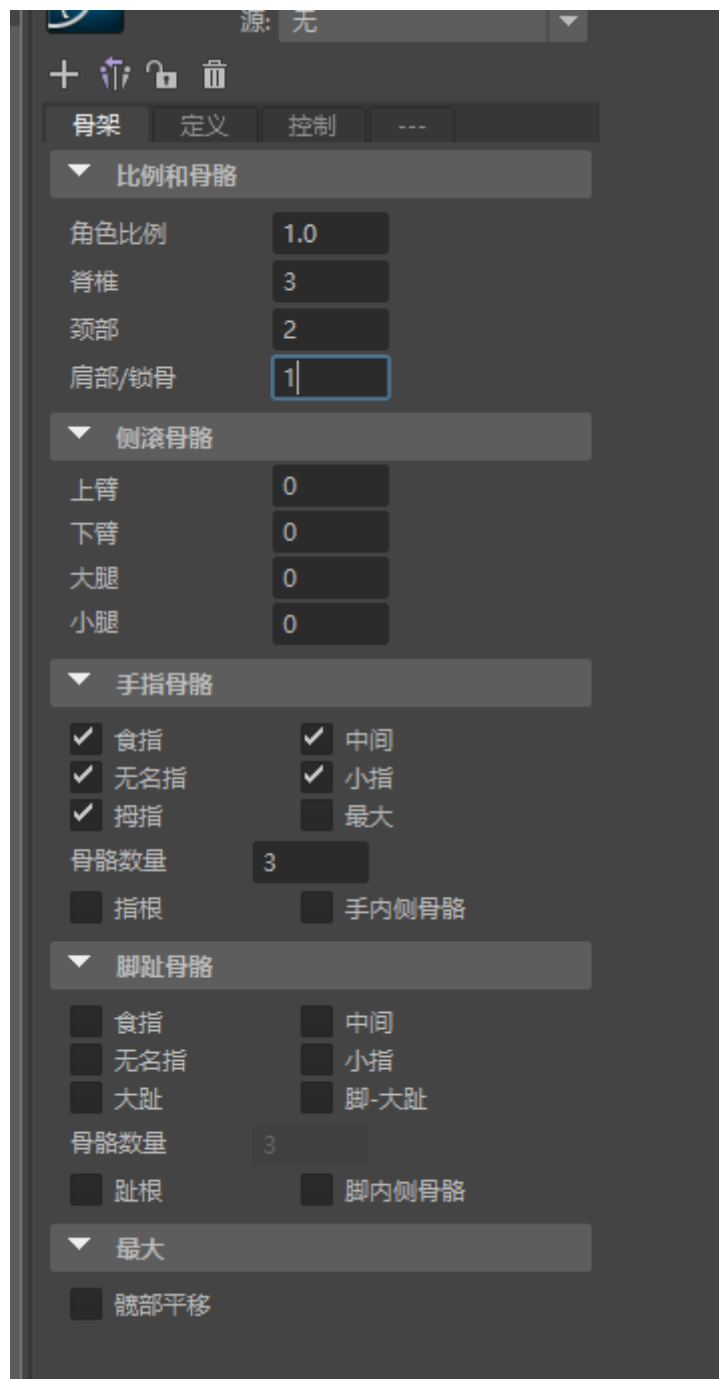 源: 无
骨架 定义 控制 ---
比例和骨骼
角色比例 1.0
脊椎 3
颈部 2
肩部/锁骨 1
侧滚骨骼
上臂 0
下臂 0
大腿 0
小腿 0
手指骨骼
食指 中间
无名指 小指
拇指 最大
骨骼数量 3
指根 手内侧骨骼
脚趾骨骼
食指 中间
无名指 小指
大趾 脚-大趾
骨骼数量 3
趾根 脚内侧骨骼
最大
髋部平移